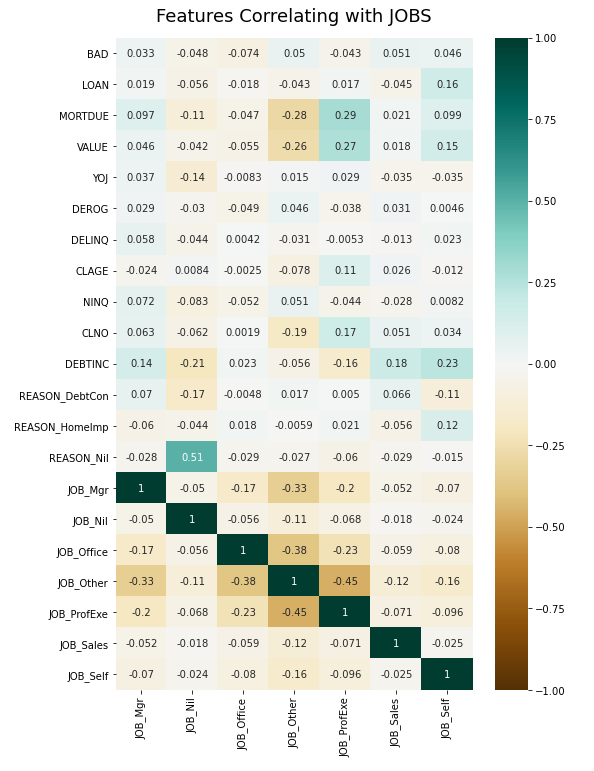 Features Correlating with JOBS
BAD 0.033 -0.048 -0.074 0.05 -0.043 0.051 0.046
LOAN 0.019 -0.056 -0.018 -0.043 0.017 -0.045 0.16
MORTDUE 0.097 -0.11 -0.047 -0.28 0.29 0.021 0.099
VALUE 0.046 -0.042 -0.055 -0.26 0.27 0.018 0.15
YOJ 0.037 -0.14 -0.0083 0.015 0.029 -0.035 -0.035
DEROG 0.029 -0.03 -0.049 0.046 -0.038 0.031 0.0046
DELINQ 0.058 -0.044 0.0042 -0.031 -0.0053 -0.013 0.023
CLAGE -0.024 0.0084 -0.0025 -0.078 0.11 0.026 -0.012
NINQ 0.072 -0.083 -0.052 0.051 -0.044 -0.028 0.0082
CLNO 0.063 -0.062 0.0019 -0.19 0.17 0.051 0.034
DEBTINC 0.14 -0.21 0.023 -0.056 -0.16 0.18 0.23
REASON_DebtCon 0.07 -0.17 -0.0048 0.017 0.005 0.066 -0.11
REASON_HomeImp -0.06 -0.044 0.018 -0.0059 0.021 -0.056 0.12
REASON_Nil -0.028 0.51 -0.029 -0.027 -0.06 -0.029 -0.015
JOB_Mgr 1 -0.05 -0.17 -0.33 -0.2 -0.052 -0.07
JOB_Nil -0.05 1 -0.056 -0.11 -0.068 -0.018 -0.024
JOB_Office -0.17 -0.056 1 -0.38 -0.23 -0.059 -0.08
JOB_Other -0.33 -0.11 -0.38 1 -0.45 -0.12 -0.16
JOB_ProfExe -0.2 -0.068 -0.23 -0.45 1 -0.071 -0.096
JOB_Sales -0.052 -0.018 -0.059 -0.12 -0.071 1 -0.025
JOB_Self -0.07 -0.024 -0.08 -0.16 -0.096 -0.025 1
JOB_Mgr
JOB_Nil
JOB_Office
JOB_Other
JOB_ProfExe
JOB_Sales
JOB_Self
1.00
0.75
0.50
0.25
0.00
−0.25
−0.50
−0.75
−1.00